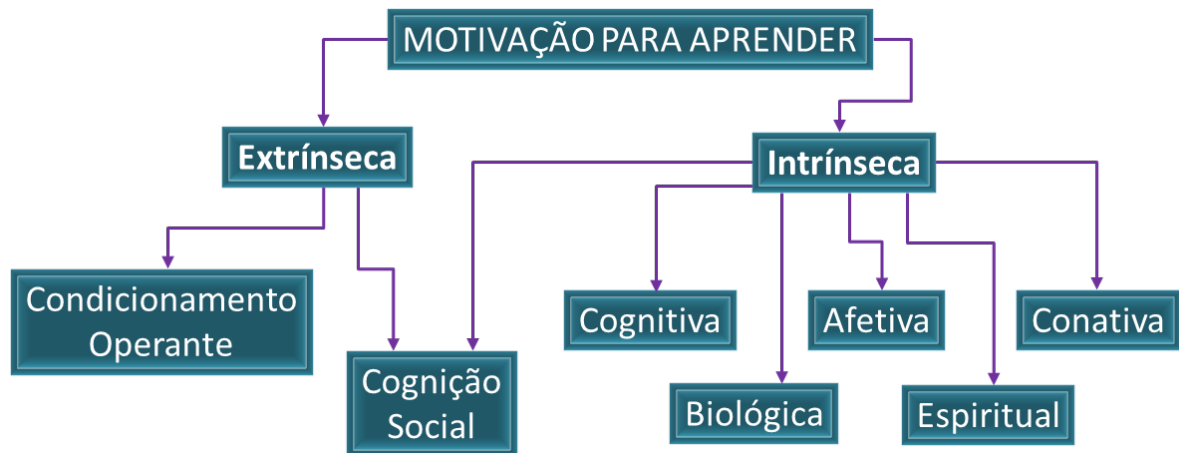 MOTIVAÇÃO PARA APRENDER
Extrínseca
Intrínseca
Condicionamento
Operante
Cognição
Social
Cognitiva
Afetiva
Conativa
Biológica
Espiritual